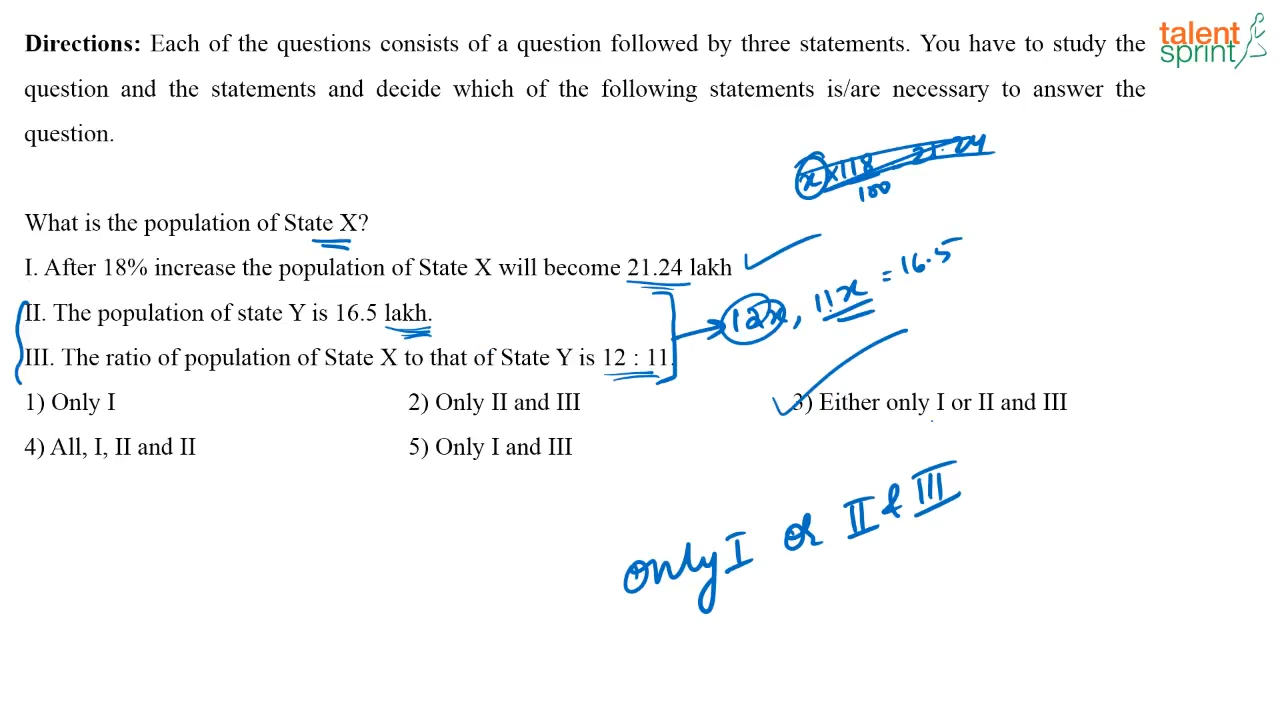 talent
sprint
Directions: Each of the questions consists of a question followed by three statements. You have to study the
question and the statements and decide which of the following statements is/are necessary to answer the
question.
x × 118 / 100 = 21.24
What is the population of State X?
I. After 18% increase the population of State X will become 21.24 lakh
II. The population of state Y is 16.5 lakh.
12x, 11x = 16.5
III. The ratio of population of State X to that of State Y is 12 : 11.
1) Only I 2) Only II and III 3) Either only I or II and III
4) All, I, II and II 5) Only I and III
only I or II & III